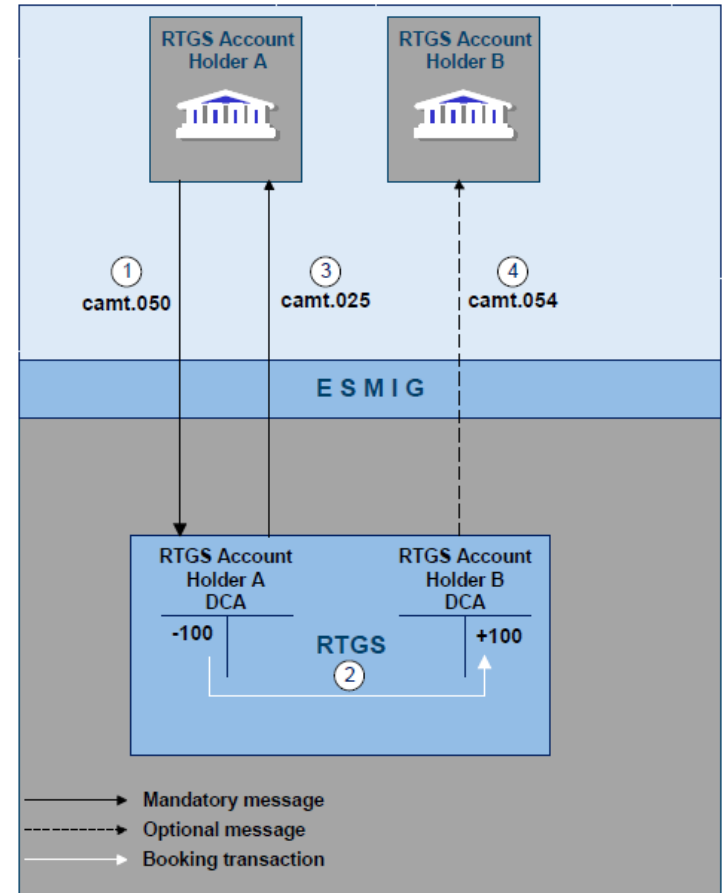 RTGS Account
Holder A
RTGS Account
Holder B
1
camt.050
3
camt.025
4
camt.054
ESMIG
RTGS Account
Holder A
DCA
RTGS Account
Holder B
DCA
-100
+100
RTGS
2
Mandatory message
Optional message
Booking transaction